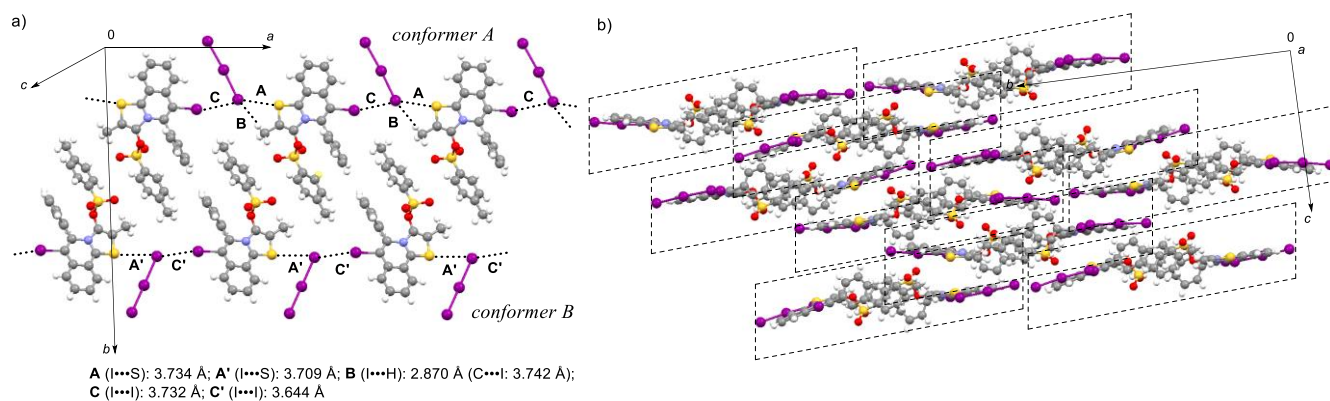 a)
0
a
c
b
conformer A
A
C
B
A
C
B
A
C
A'
C'
A'
C'
A'
C'
conformer B
A (I•••S): 3.734 Å; A' (I•••S): 3.709 Å; B (I•••H): 2.870 Å (C•••I: 3.742 Å);
C (I•••I): 3.732 Å; C' (I•••I): 3.644 Å
b)
0
a
b
c